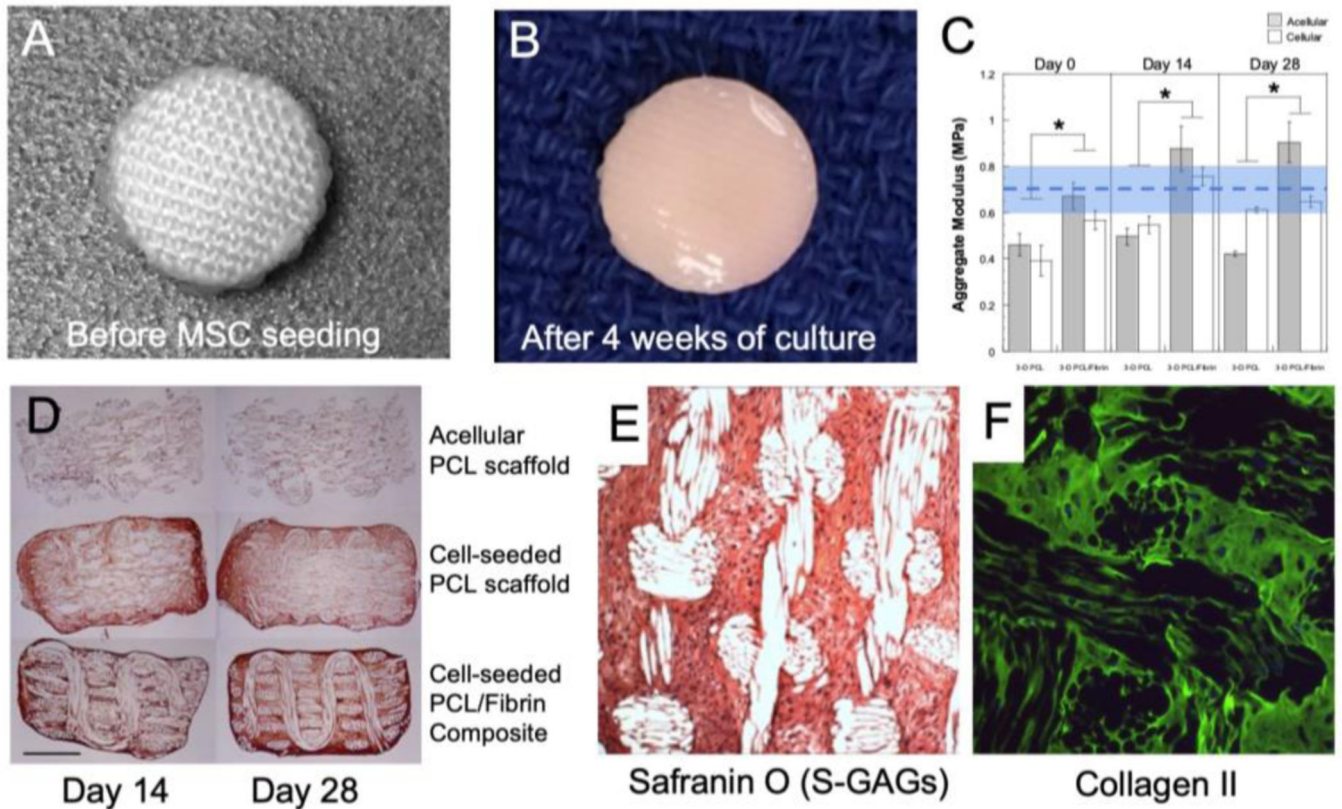 A
Before MSC seeding
B
After 4 weeks of culture
C
Acellular
Cellular
Day 0
Day 14
Day 28
*
*
*
Aggregate Modulus (MPa)
1.2
1
0.8
0.6
0.4
0.2
0
3-D PCL
3-D PCL/Fibrin
3-D PCL
3-D PCL/Fibrin
3-D PCL
3-D PCL/Fibrin
D
Acellular
PCL scaffold
Cell-seeded
PCL scaffold
Cell-seeded
PCL/Fibrin
Composite
Day 14
Day 28
E
Safranin O (S-GAGs)
F
Collagen II